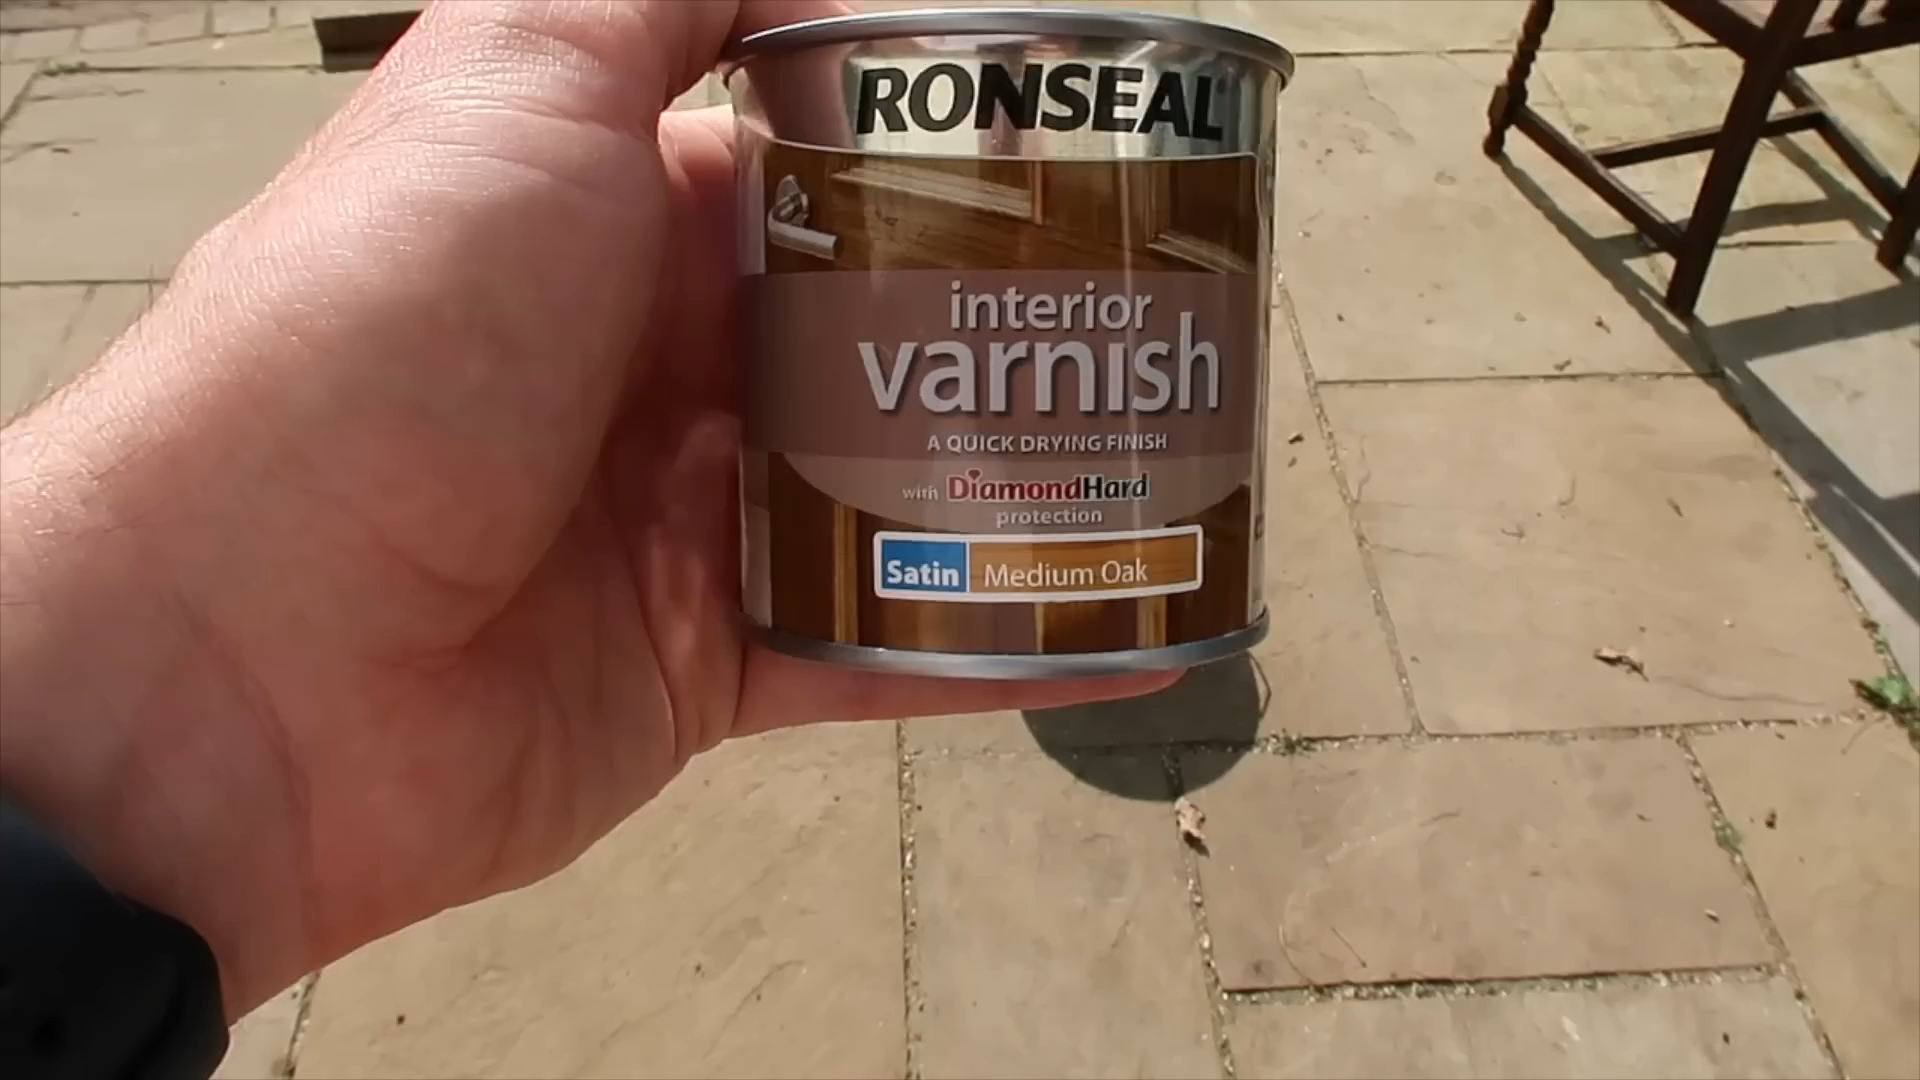 RONSEAL
interior
varnish
A QUICK DRYING FINISH
with DiamondHard
protection
Satin Medium Oak